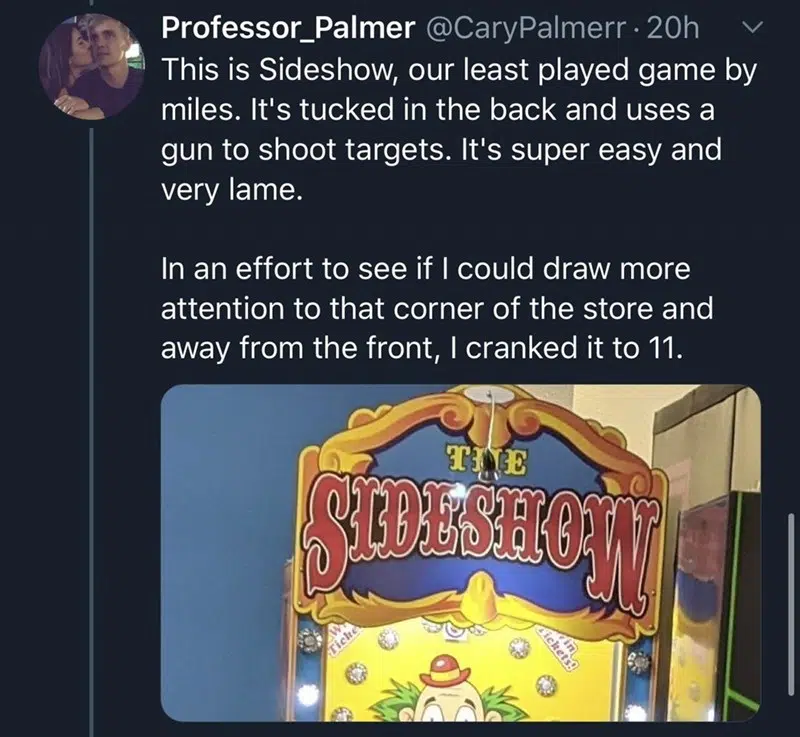 Professor_Palmer @CaryPalmerr · 20h
This is Sideshow, our least played game by
miles. It's tucked in the back and uses a
gun to shoot targets. It's super easy and
very lame.
In an effort to see if I could draw more
attention to that corner of the store and
away from the front, I cranked it to 11.
THE
SIDESHOW